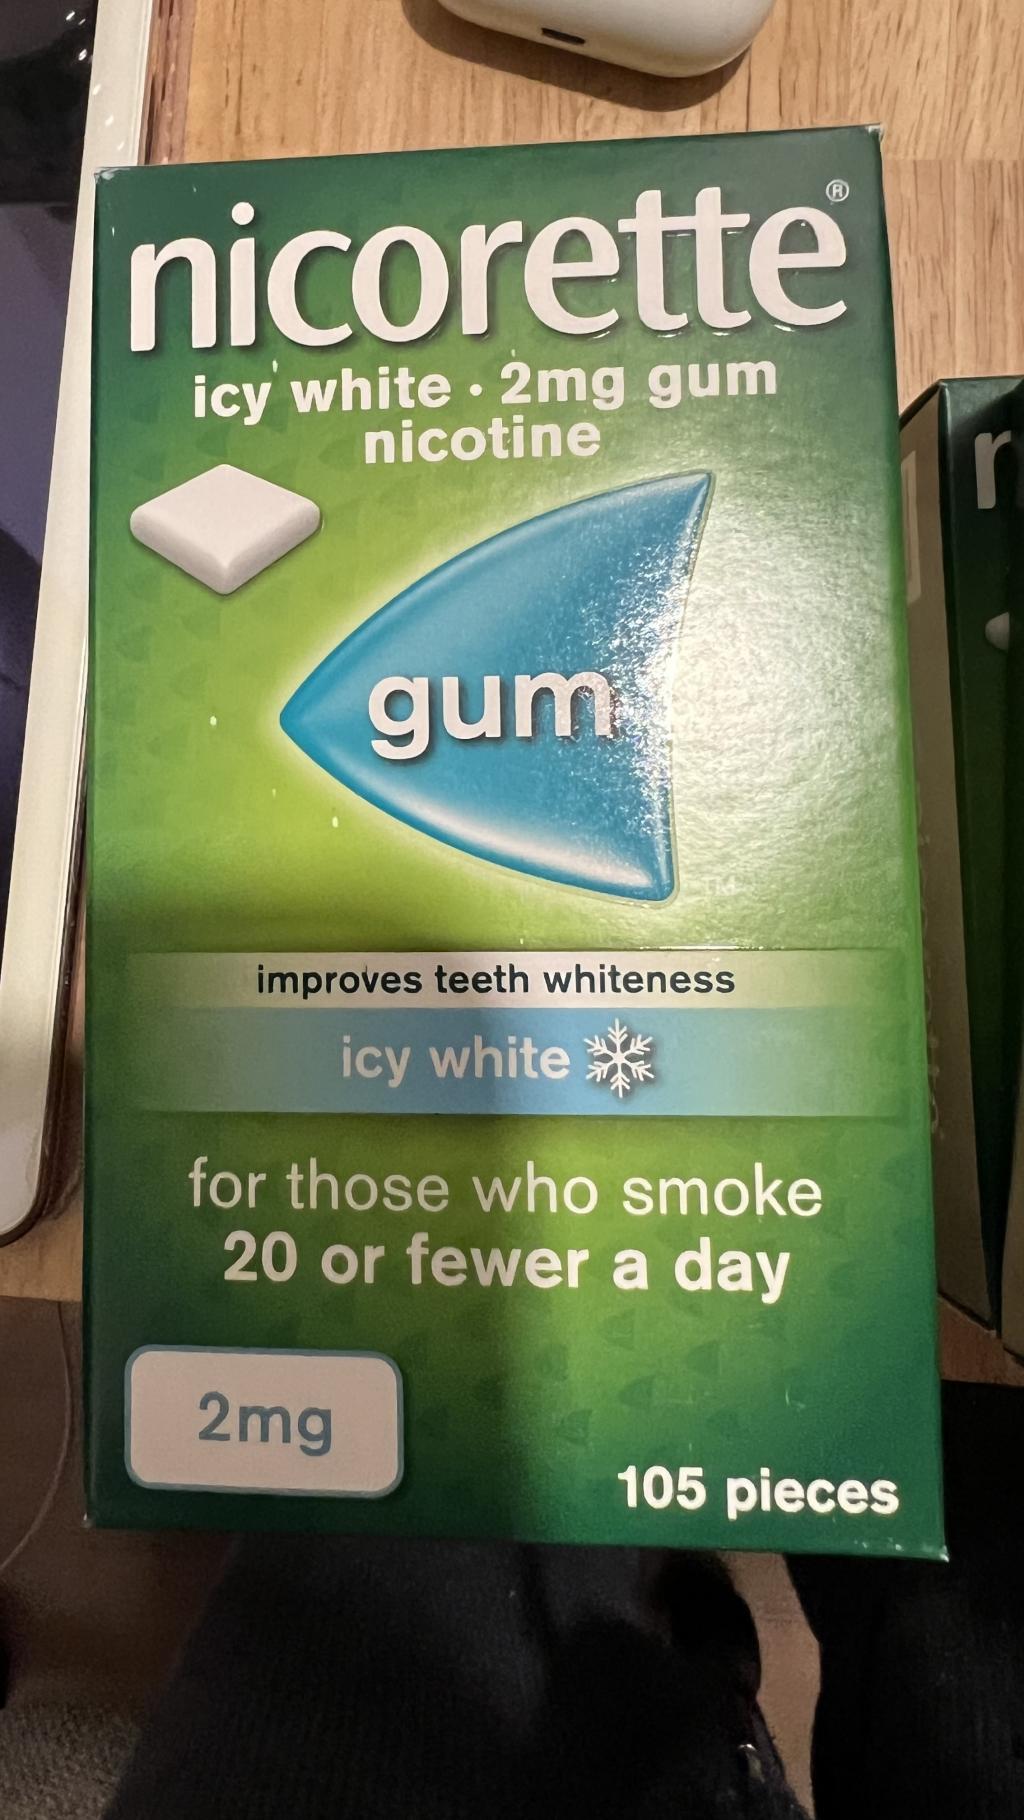 nicorette®
icy white · 2mg gum
nicotine
gum
improves teeth whiteness
icy white
for those who smoke
20 or fewer a day
2mg
105 pieces